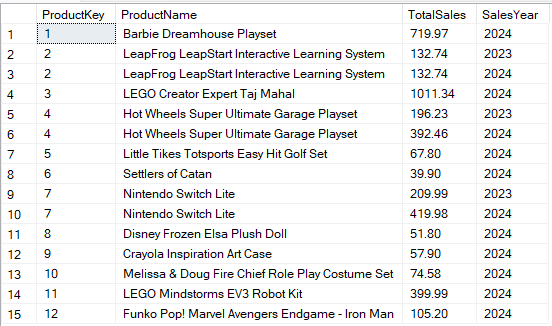 ProductKey ProductName TotalSales SalesYear
1 1 Barbie Dreamhouse Playset 719.97 2024
2 2 LeapFrog LeapStart Interactive Learning System 132.74 2023
3 2 LeapFrog LeapStart Interactive Learning System 132.74 2024
4 3 LEGO Creator Expert Taj Mahal 1011.34 2024
5 4 Hot Wheels Super Ultimate Garage Playset 196.23 2023
6 4 Hot Wheels Super Ultimate Garage Playset 392.46 2024
7 5 Little Tikes Totsports Easy Hit Golf Set 67.80 2024
8 6 Settlers of Catan 39.90 2024
9 7 Nintendo Switch Lite 209.99 2023
10 7 Nintendo Switch Lite 419.98 2024
11 8 Disney Frozen Elsa Plush Doll 51.80 2024
12 9 Crayola Inspiration Art Case 57.90 2024
13 10 Melissa & Doug Fire Chief Role Play Costume Set 74.58 2024
14 11 LEGO Mindstorms EV3 Robot Kit 399.99 2024
15 12 Funko Pop! Marvel Avengers Endgame - Iron Man 105.20 2024